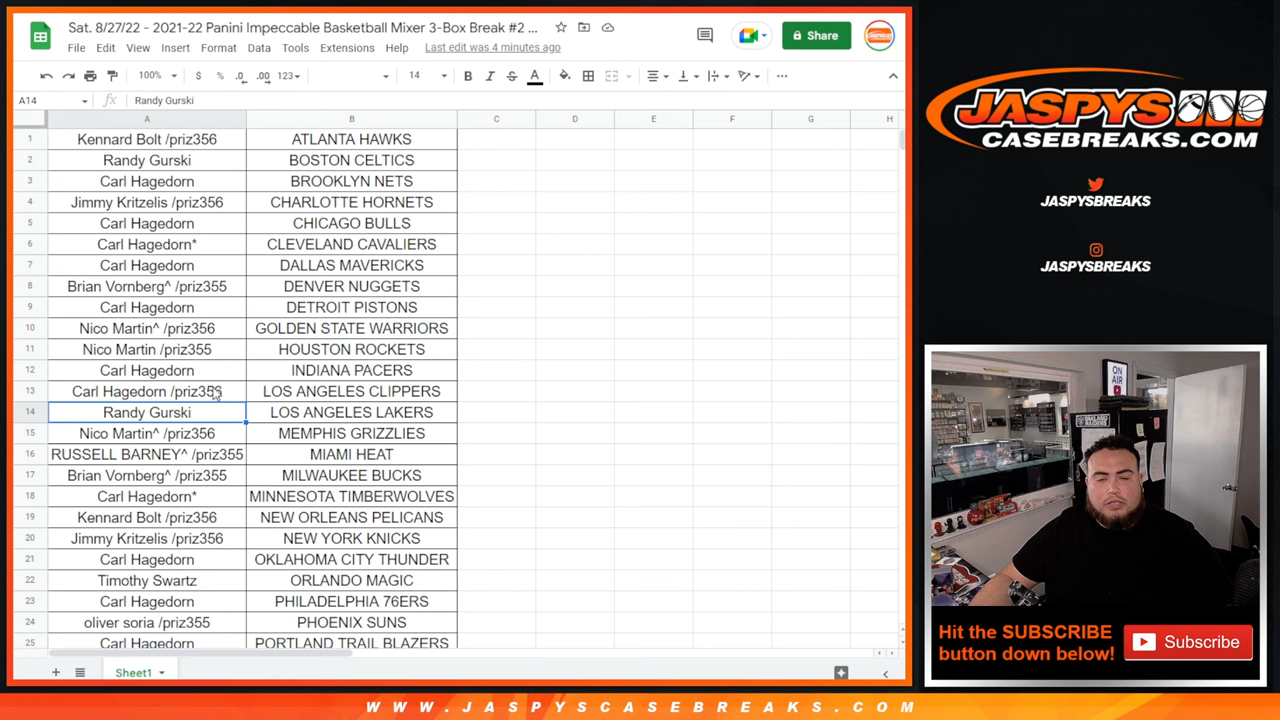 Sat. 8/27/22 - 2021-22 Panini Impeccable Basketball Mixer 3-Box Break #2 ...
File Edit View Insert Format Data Tools Extensions Help Last edit was 4 minutes ago
Share
100% $ % .0 .00 123 14 B I S A
A14 fx Randy Gurski
A B C D E F G H
1 Kennard Bolt /priz356 ATLANTA HAWKS
2 Randy Gurski BOSTON CELTICS
3 Carl Hagedorn BROOKLYN NETS
4 Jimmy Kritzelis /priz356 CHARLOTTE HORNETS
5 Carl Hagedorn CHICAGO BULLS
6 Carl Hagedorn* CLEVELAND CAVALIERS
7 Carl Hagedorn DALLAS MAVERICKS
8 Brian Vornberg^ /priz355 DENVER NUGGETS
9 Carl Hagedorn DETROIT PISTONS
10 Nico Martin^ /priz356 GOLDEN STATE WARRIORS
11 Nico Martin /priz355 HOUSTON ROCKETS
12 Carl Hagedorn INDIANA PACERS
13 Carl Hagedorn /priz356 LOS ANGELES CLIPPERS
14 Randy Gurski LOS ANGELES LAKERS
15 Nico Martin^ /priz356 MEMPHIS GRIZZLIES
16 RUSSELL BARNEY^ /priz355 MIAMI HEAT
17 Brian Vornberg^ /priz355 MILWAUKEE BUCKS
18 Carl Hagedorn* MINNESOTA TIMBERWOLVES
19 Kennard Bolt /priz356 NEW ORLEANS PELICANS
20 Jimmy Kritzelis /priz356 NEW YORK KNICKS
21 Carl Hagedorn OKLAHOMA CITY THUNDER
22 Timothy Swartz ORLANDO MAGIC
23 Carl Hagedorn PHILADELPHIA 76ERS
24 oliver soria /priz355 PHOENIX SUNS
25 Carl Hagedorn PORTLAND TRAIL BLAZERS
Sheet1
JASPYS
CASEBREAKS.COM
JASPYSBREAKS
JASPYSBREAKS
ON
AIR
Hit the SUBSCRIBE
button down below!
Subscribe
WWW.JASPYSCASEBREAKS.COM